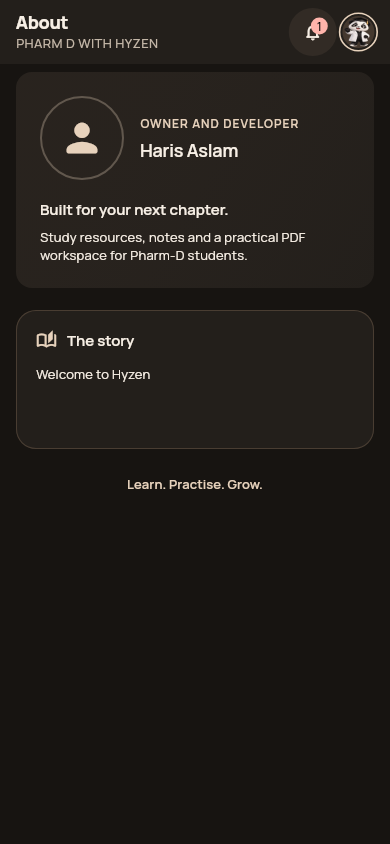 About
PHARM D WITH HYZEN
1
OWNER AND DEVELOPER
Haris Aslam
Built for your next chapter.
Study resources, notes and a practical PDF
workspace for Pharm-D students.
The story
Welcome to Hyzen
Learn. Practise. Grow.